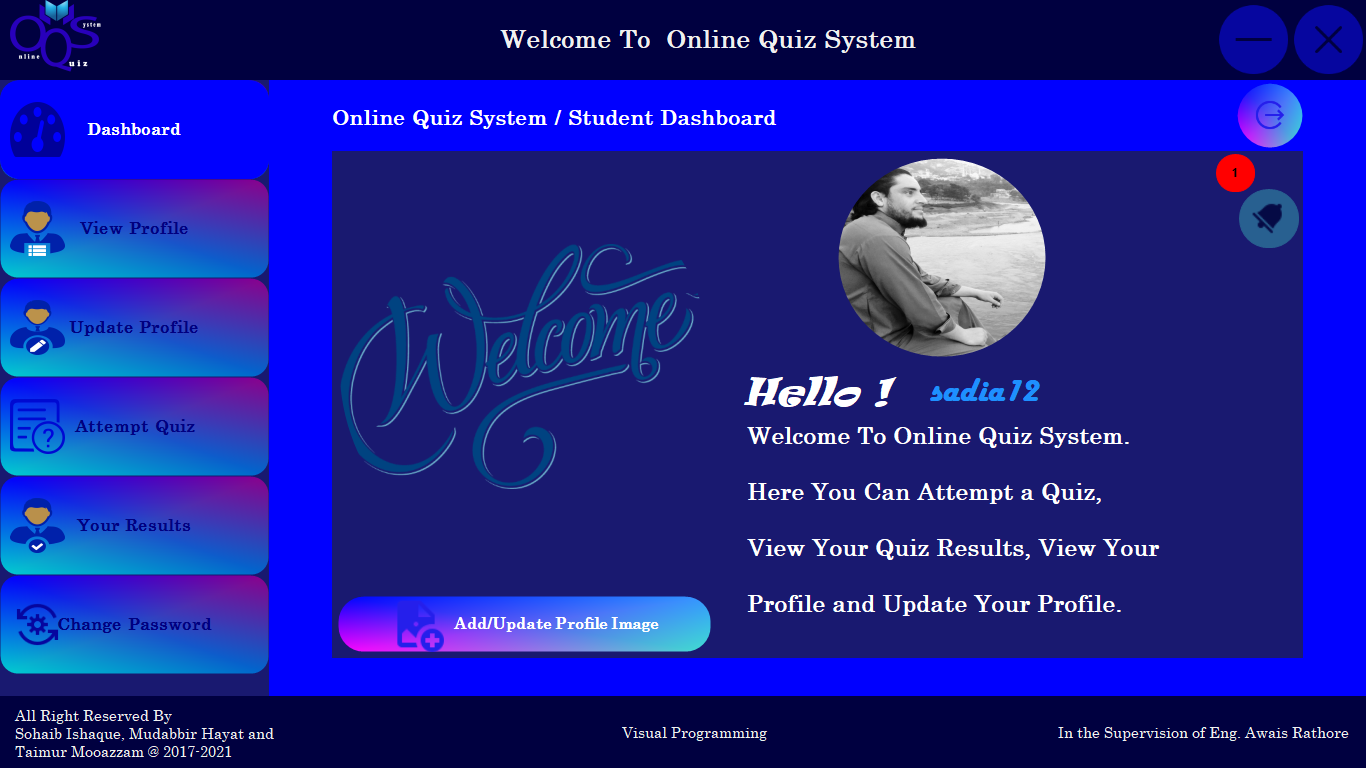 ystem
nline
uiz
Welcome To Online Quiz System
Dashboard
Online Quiz System / Student Dashboard
1
View Profile
Update Profile
Attempt Quiz
?
Your Results
Change Password
Welcome
Hello ! sadia12
Welcome To Online Quiz System.
Here You Can Attempt a Quiz,
View Your Quiz Results, View Your
Profile and Update Your Profile.
Add/Update Profile Image
All Right Reserved By
Sohaib Ishaque, Mudabbir Hayat and
Taimur Mooazzam @ 2017-2021
Visual Programming
In the Supervision of Eng. Awais Rathore